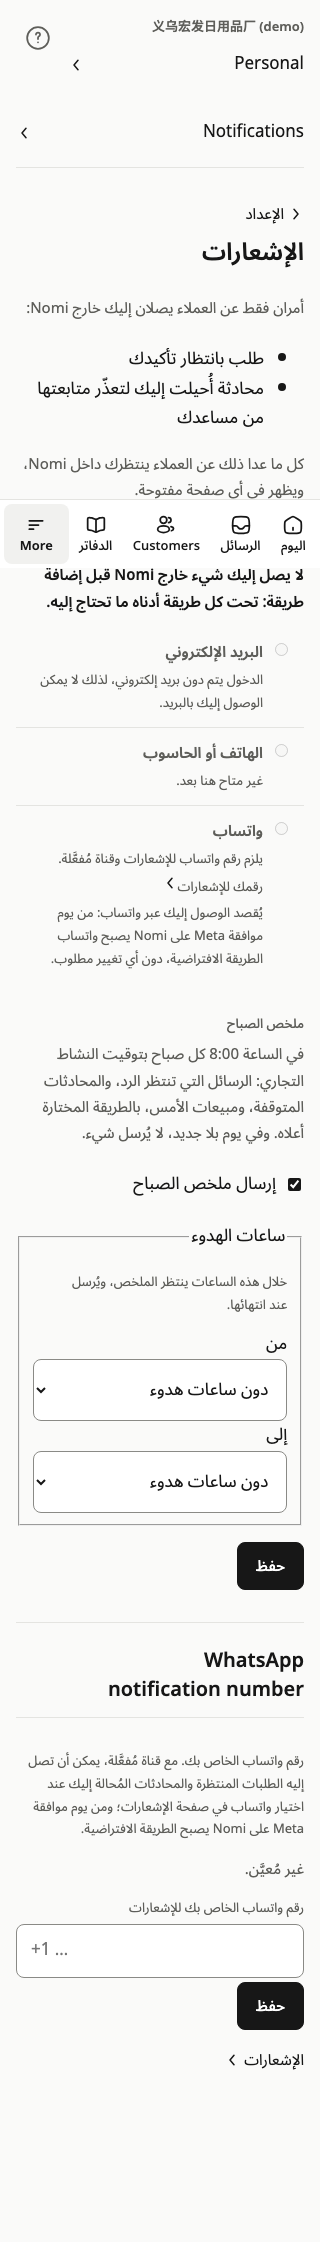 义乌宏发日用品厂 (demo)
Personal
Notifications
الإعداد
الإشعارات
أمران فقط عن العملاء يصلان إليك خارج Nomi:
طلب بانتظار تأكيدك
محادثة أُحيلت إليك لتعذّر متابعتها
من مساعدك
كل ما عدا ذلك عن العملاء ينتظرك داخل Nomi،
ويظهر في أي صفحة مفتوحة.
اليوم
الرسائل
Customers
الدفاتر
More
لا يصل إليك شيء خارج Nomi قبل إضافة
طريقة: تحت كل طريقة أدناه ما تحتاج إليه.
البريد الإلكتروني
الدخول يتم دون بريد إلكتروني، لذلك لا يمكن
الوصول إليك بالبريد.
الهاتف أو الحاسوب
غير متاح هنا بعد.
واتساب
يلزم رقم واتساب للإشعارات وقناة مُفعَّلة.
رقمك للإشعارات
يُقصد الوصول إليك عبر واتساب: من يوم
موافقة Meta على Nomi يصبح واتساب
الطريقة الافتراضية، دون أي تغيير مطلوب.
ملخص الصباح
في الساعة 8:00 كل صباح بتوقيت النشاط
التجاري: الرسائل التي تنتظر الرد، والمحادثات
المتوقفة، ومبيعات الأمس، بالطريقة المختارة
أعلاه. وفي يوم بلا جديد، لا يُرسل شيء.
إرسال ملخص الصباح
ساعات الهدوء
خلال هذه الساعات ينتظر الملخص، ويُرسل
عند انتهائها.
من
دون ساعات هدوء
إلى
دون ساعات هدوء
حفظ
WhatsApp
notification number
رقم واتساب الخاص بك. مع قناة مُفعَّلة، يمكن أن تصل
إليه الطلبات المنتظرة والمحادثات المُحالة إليك عند
اختيار واتساب في صفحة الإشعارات؛ ومن يوم موافقة
Meta على Nomi يصبح الطريقة الافتراضية.
غير مُعيَّن.
رقم واتساب الخاص بك للإشعارات
+1 ...
حفظ
الإشعارات